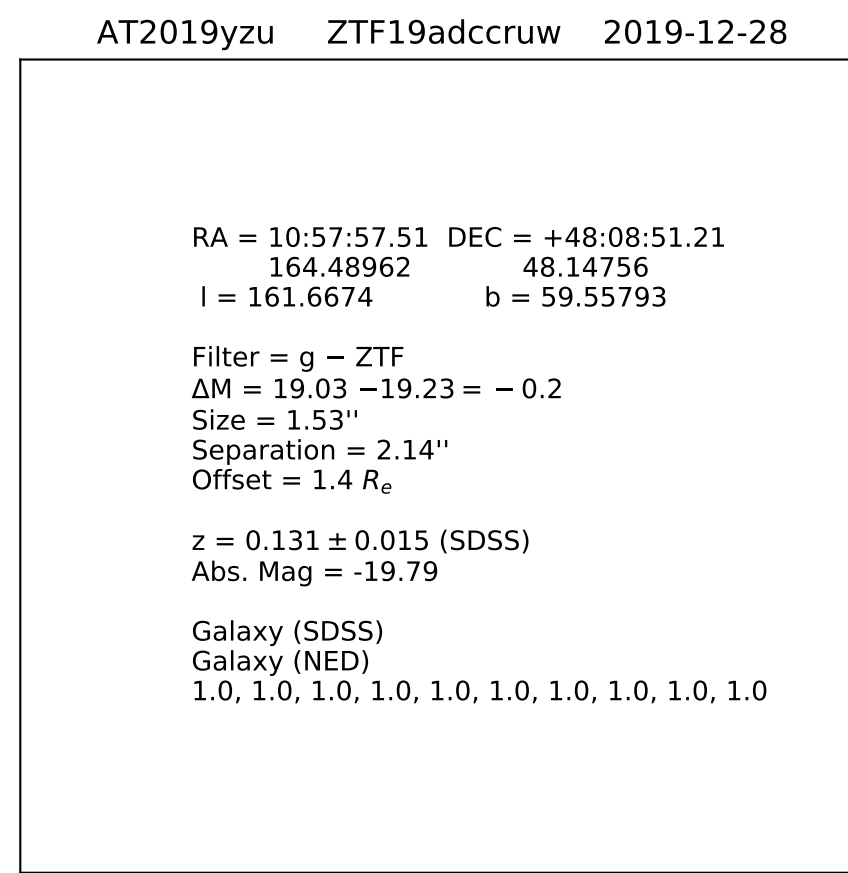 AT2019yzu ZTF19adccruw 2019-12-28
RA = 10:57:57.51 DEC = +48:08:51.21
164.48962 48.14756
l = 161.6674 b = 59.55793
Filter = g − ZTF
ΔM = 19.03 −19.23 = − 0.2
Size = 1.53''
Separation = 2.14''
Offset = 1.4 Rₑ
z = 0.131 ± 0.015 (SDSS)
Abs. Mag = -19.79
Galaxy (SDSS)
Galaxy (NED)
1.0, 1.0, 1.0, 1.0, 1.0, 1.0, 1.0, 1.0, 1.0, 1.0